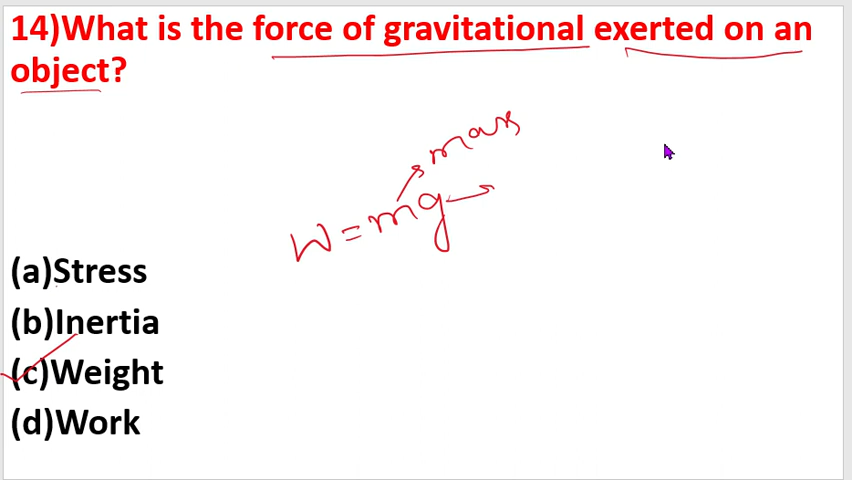 14)What is the force of gravitational exerted on an
object?
mass
W = mg
(a)Stress
(b)Inertia
(c)Weight
(d)Work